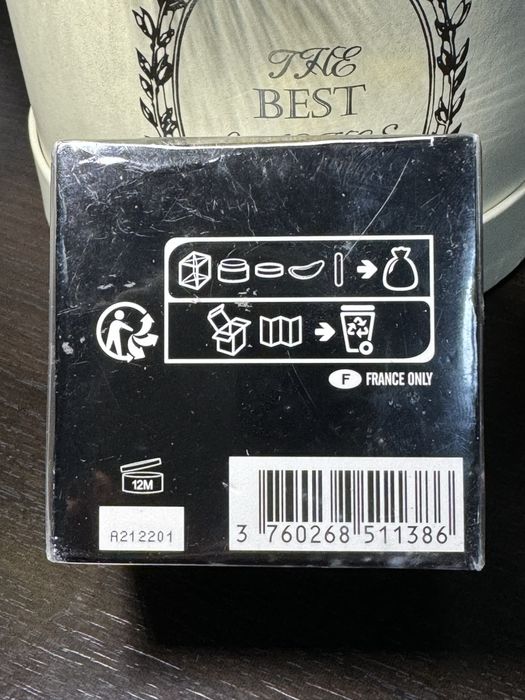 THE
BEST
F FRANCE ONLY
12M
A212201
3 760268 511386